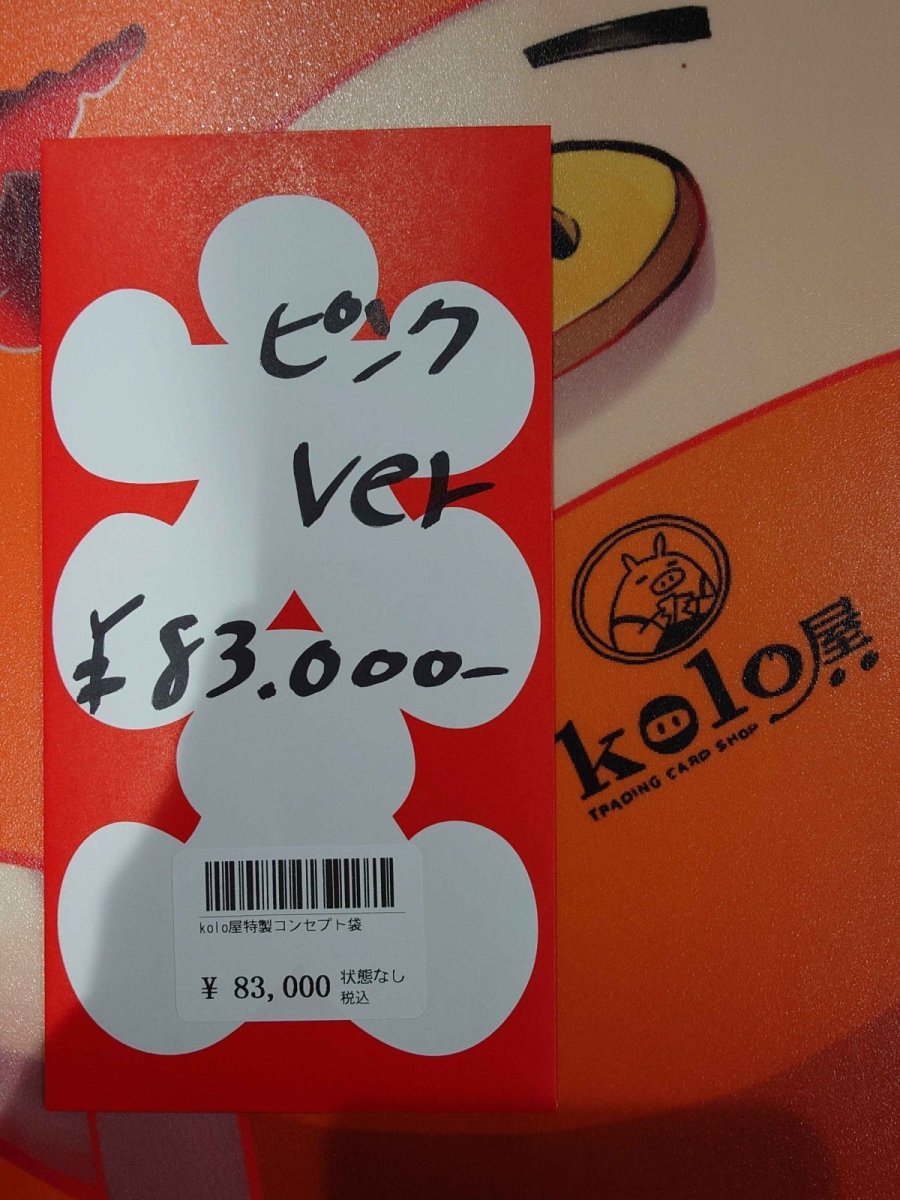 ピンク
ver
¥83.000-
kolo屋特製コンセプト袋
¥ 83,000 状態なし
税込
kolo屋
TRADING CARD SHOP